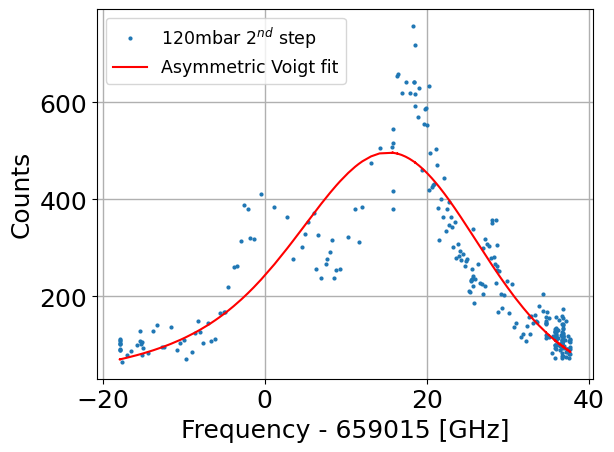 120mbar 2nd step
Asymmetric Voigt fit
600
400
200
Counts
−20
0
20
40
Frequency - 659015 [GHz]